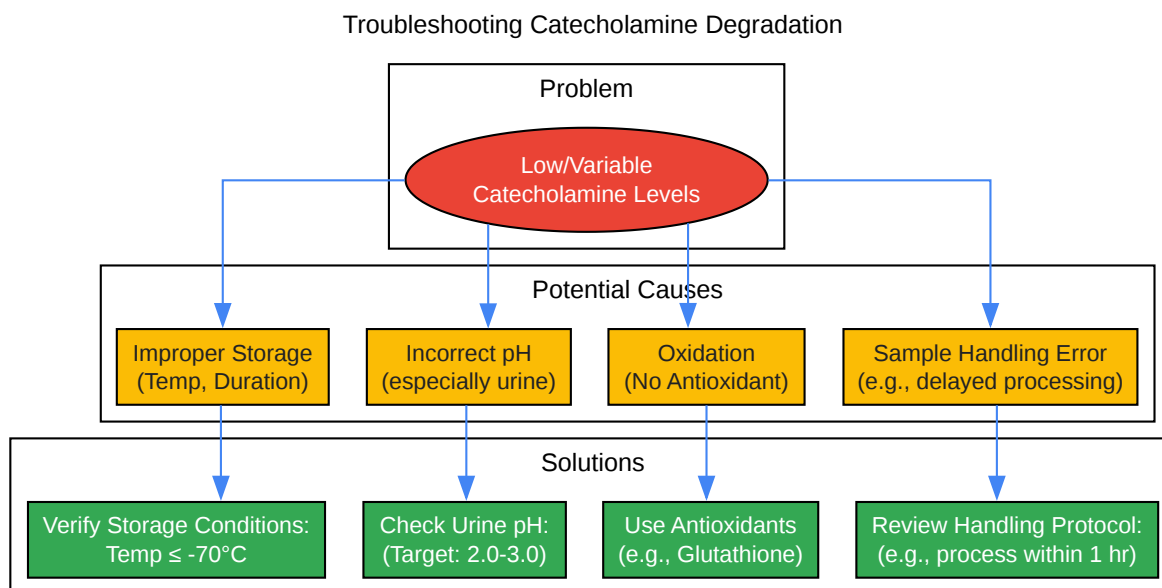 Troubleshooting Catecholamine Degradation
Problem
Low/Variable
Catecholamine Levels
Potential Causes
Improper Storage
(Temp, Duration)
Incorrect pH
(especially urine)
Oxidation
(No Antioxidant)
Sample Handling Error
(e.g., delayed processing)
Solutions
Verify Storage Conditions:
Temp ≤ -70°C
Check Urine pH:
(Target: 2.0-3.0)
Use Antioxidants
(e.g., Glutathione)
Review Handling Protocol:
(e.g., process within 1 hr)